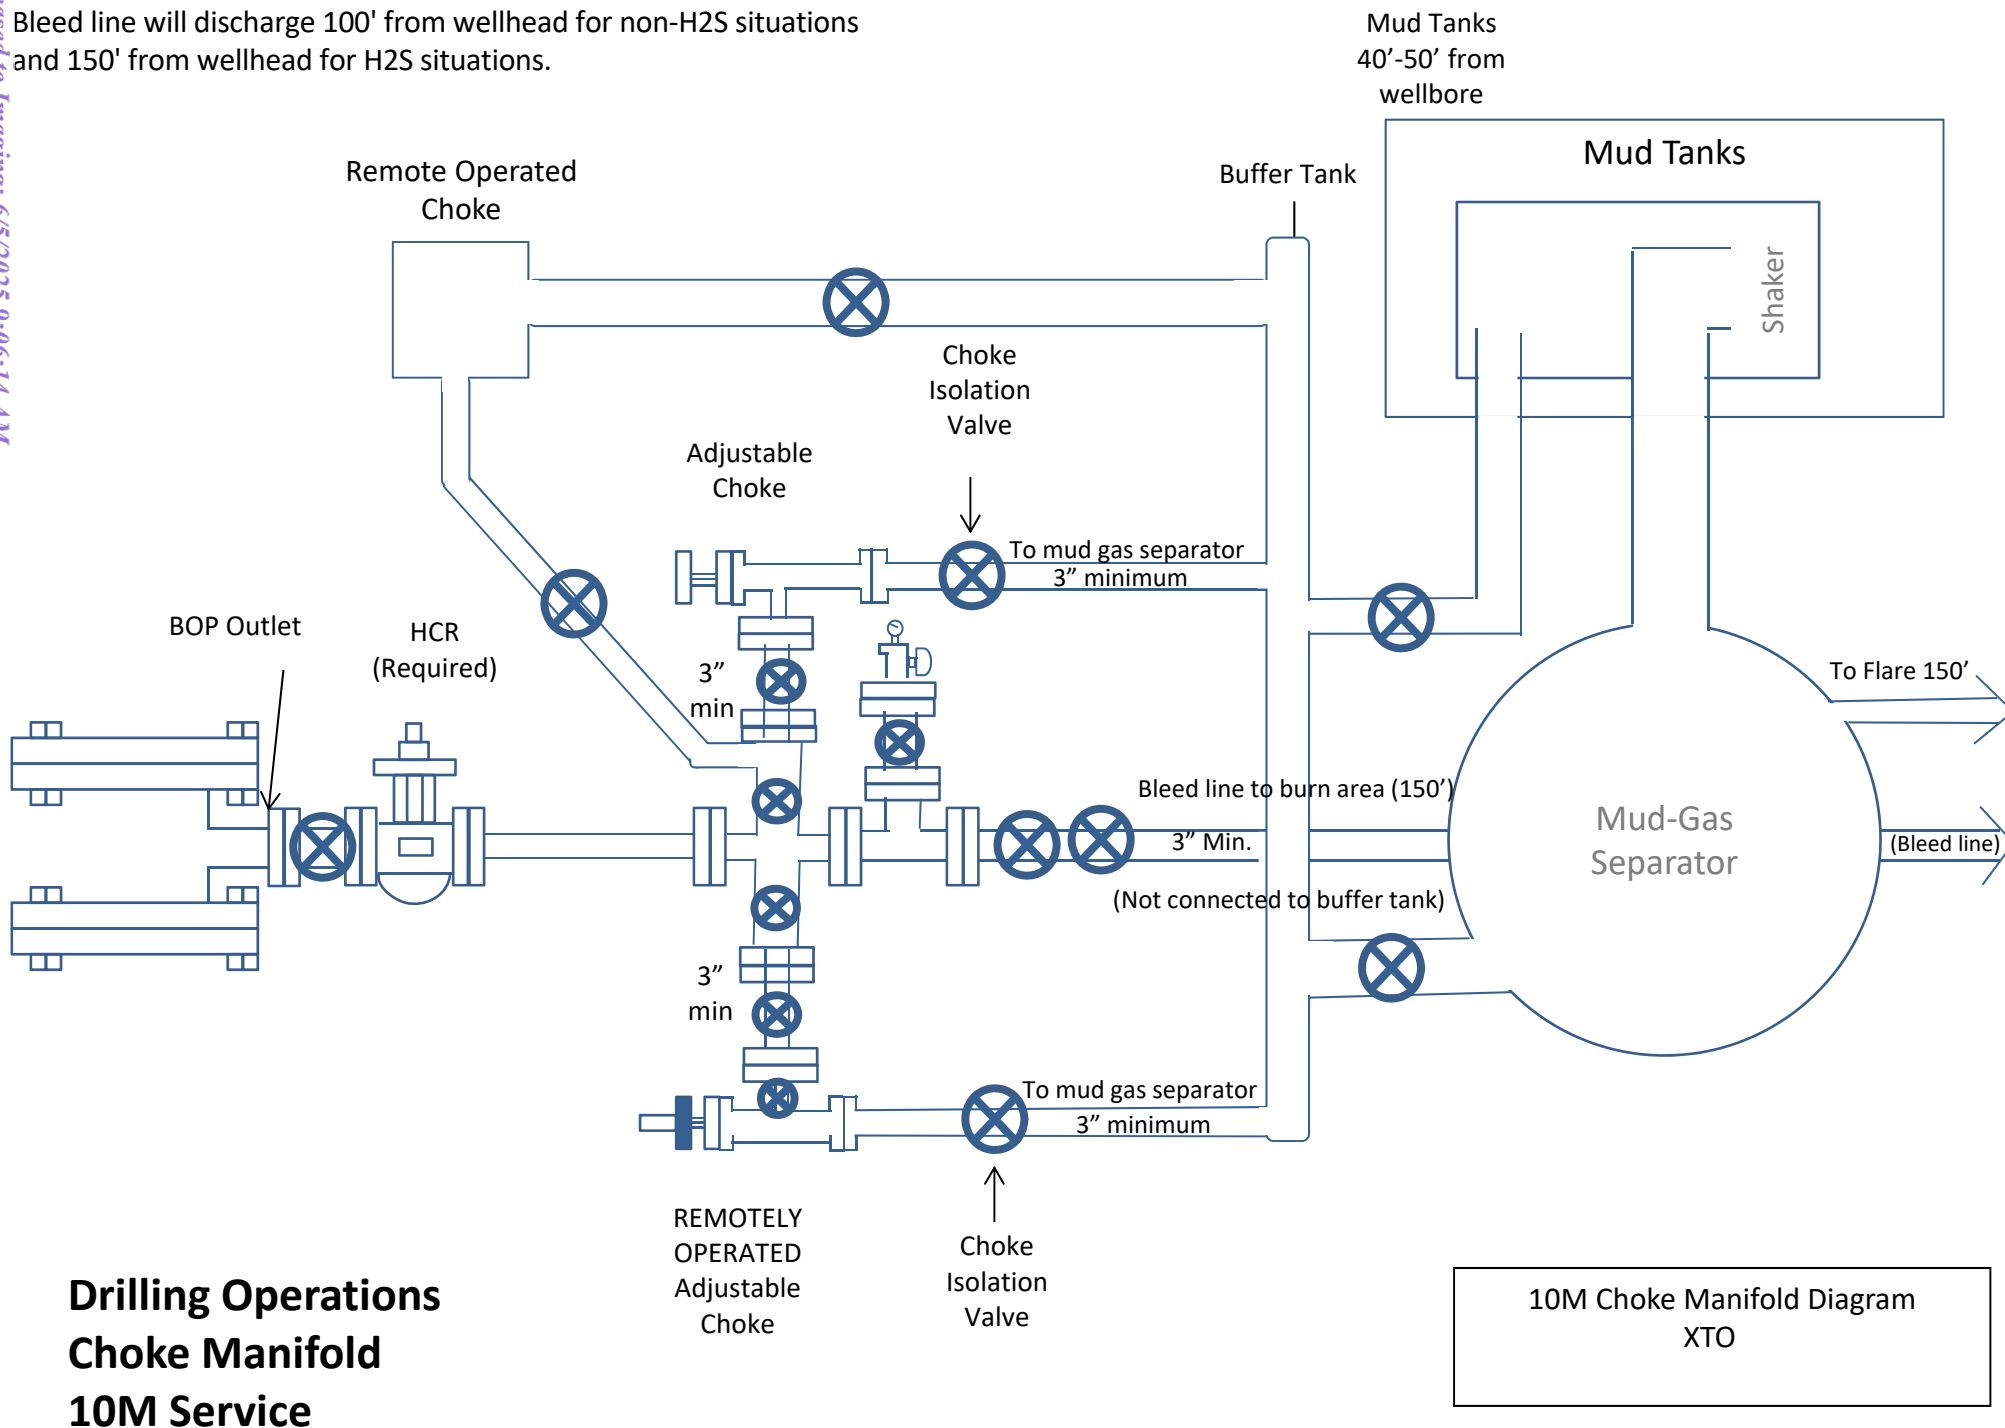 Bleed line will discharge 100' from wellhead for non-H2S situations
and 150' from wellhead for H2S situations.
Mud Tanks
40’-50’ from
wellbore
Mud Tanks
Shaker
Remote Operated
Choke
Buffer Tank
Choke
Isolation
Valve
Adjustable
Choke
To mud gas separator
3” minimum
BOP Outlet
HCR
(Required)
3”
min
To Flare 150’
Bleed line to burn area (150’)
3” Min.
(Not connected to buffer tank)
Mud-Gas
Separator
(Bleed line)
3”
min
To mud gas separator
3” minimum
REMOTELY
OPERATED
Adjustable
Choke
Choke
Isolation
Valve
Drilling Operations
Choke Manifold
10M Service
10M Choke Manifold Diagram
XTO